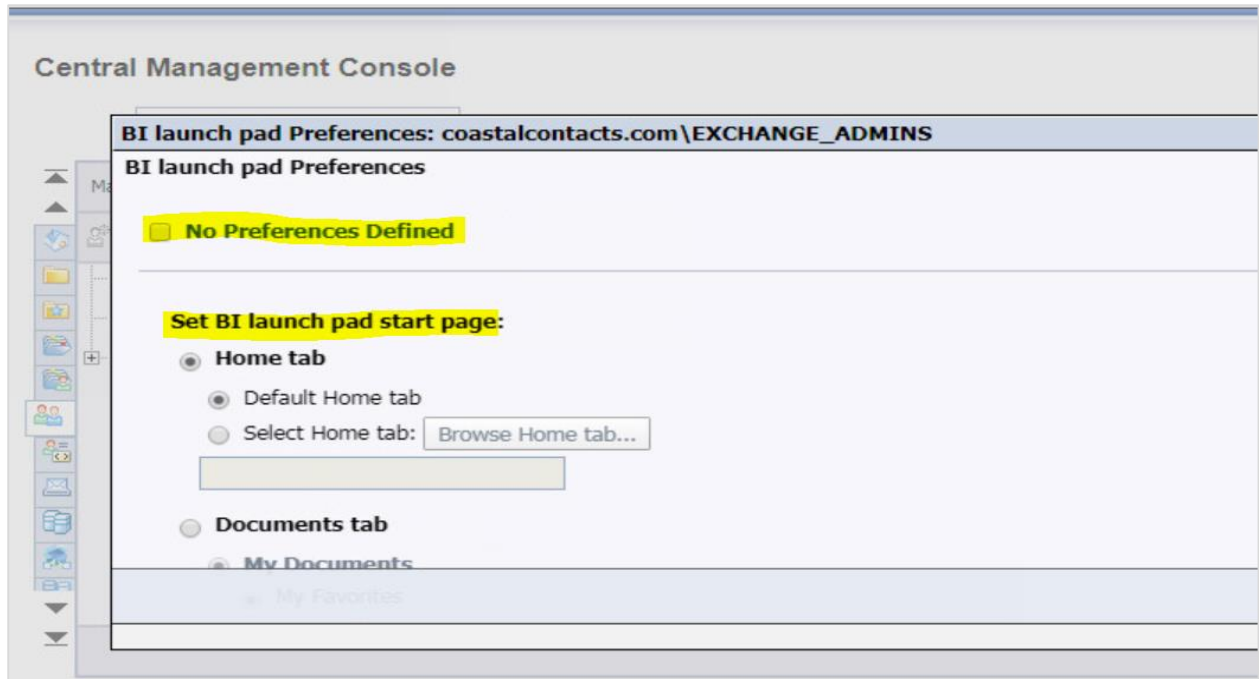 Central Management Console
BI launch pad Preferences: coastalcontacts.com\EXCHANGE_ADMINS
BI launch pad Preferences
Ma
No Preferences Defined
Set BI launch pad start page:
Home tab
Default Home tab
Select Home tab: Browse Home tab...
Documents tab
My Documents
My Favorites